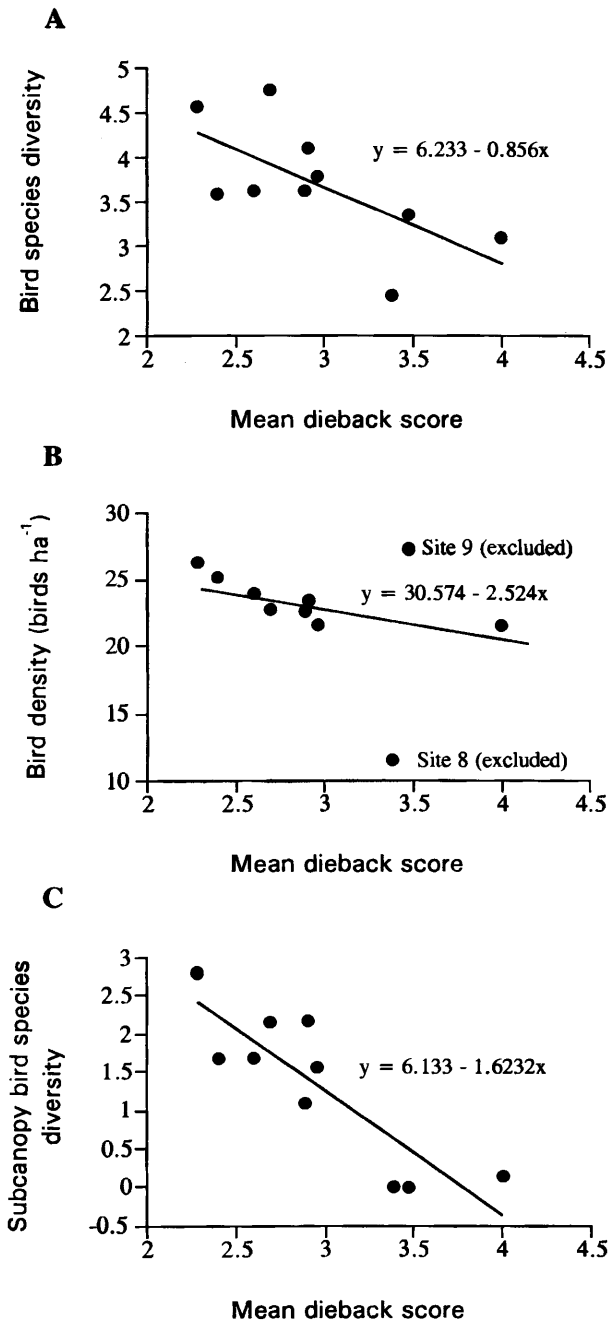 A
Bird species diversity
5
4.5
4
3.5
3
2.5
2
y = 6.233 - 0.856x
2 2.5 3 3.5 4 4.5
Mean dieback score
B
Bird density (birds ha⁻¹)
30
25
20
15
10
Site 9 (excluded)
y = 30.574 - 2.524x
Site 8 (excluded)
2 2.5 3 3.5 4 4.5
Mean dieback score
C
Subcanopy bird species
diversity
3
2.5
2
1.5
1
0.5
0
-0.5
y = 6.133 - 1.6232x
2 2.5 3 3.5 4 4.5
Mean dieback score